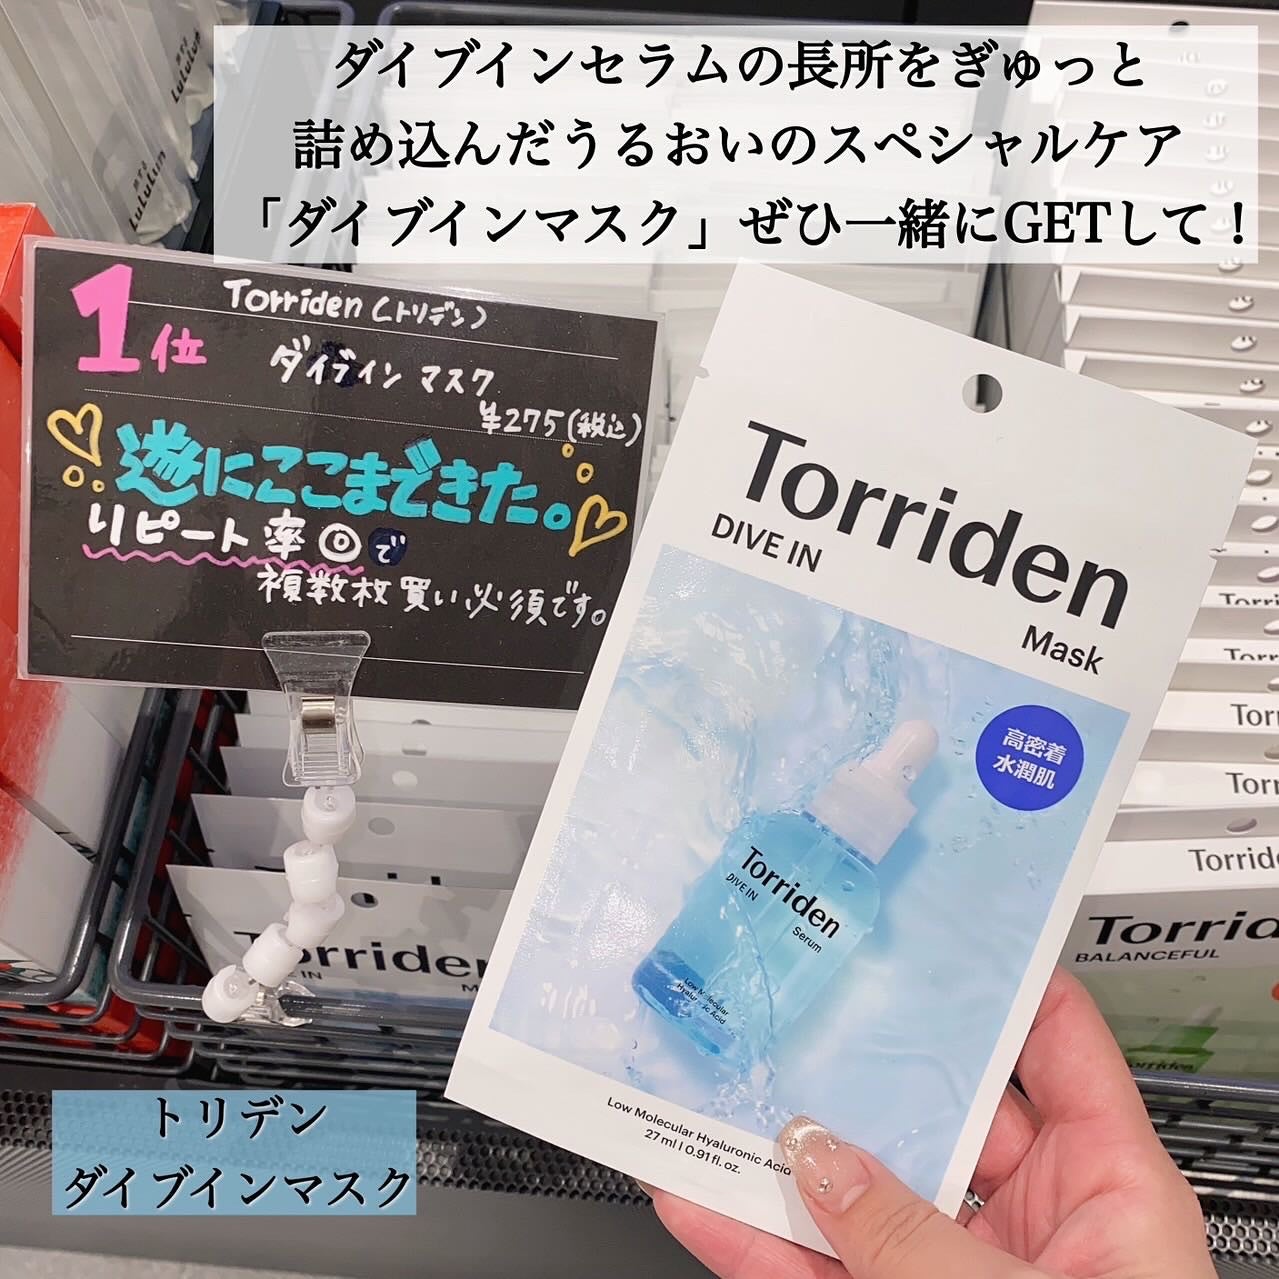 ダイブインセラムの長所をぎゅっと
詰め込んだうるおいのスペシャルケア
「ダイブインマスク」ぜひ一緒にGETして！
LuLuLun
LuLuLun
1位
Torriden（トリデン）
ダイブイン マスク
¥275(税込)
遂にここまできた。
リピート率◎で
複数枚買い必須です。
Torriden
DIVE IN
Mask
高密着
水潤肌
Torriden
DIVE IN
Serum
Low Molecular
Hyaluronic Acid
Low Molecular Hyaluronic Acid
27 ml | 0.91 fl. oz.
Torriden
BALANCEFUL
Torriden
トリデン
ダイブインマスク